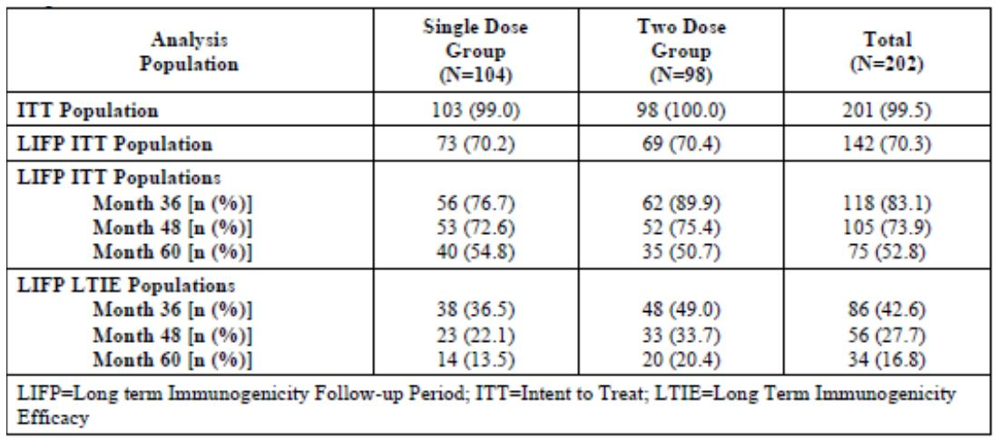 Analysis Population | Single Dose Group (N=104) | Two Dose Group (N=98) | Total (N=202)
ITT Population | 103 (99.0) | 98 (100.0) | 201 (99.5)
LIFP ITT Population | 73 (70.2) | 69 (70.4) | 142 (70.3)
LIFP ITT Populations
Month 36 [n (%)] | 56 (76.7) | 62 (89.9) | 118 (83.1)
Month 48 [n (%)] | 53 (72.6) | 52 (75.4) | 105 (73.9)
Month 60 [n (%)] | 40 (54.8) | 35 (50.7) | 75 (52.8)
LIFP LTIE Populations
Month 36 [n (%)] | 38 (36.5) | 48 (49.0) | 86 (42.6)
Month 48 [n (%)] | 23 (22.1) | 33 (33.7) | 56 (27.7)
Month 60 [n (%)] | 14 (13.5) | 20 (20.4) | 34 (16.8)
LIFP=Long term Immunogenicity Follow-up Period; ITT=Intent to Treat; LTIE=Long Term Immunogenicity
Efficacy